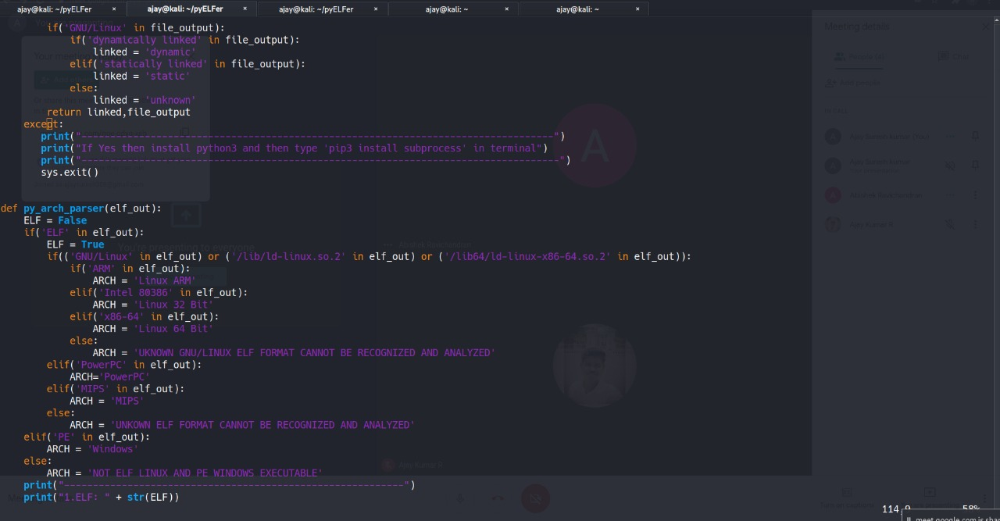 ajay@kali: ~/pyELFer × ajay@kali: ~/pyELFer × ajay@kali: ~/pyELFer × ajay@kali: ~ × ajay@kali: ~ ×
if('GNU/Linux' in file_output):
if('dynamically linked' in file_output):
linked = 'dynamic'
elif('statically linked' in file_output):
linked = 'static'
else:
linked = 'unknown'
return linked,file_output
except:
print("----------------------------------------------------------------------------------")
print("If Yes then install python3 and then type 'pip3 install subprocess' in terminal")
print("-----------------------------------------------------------------------------------")
sys.exit()
def py_arch_parser(elf_out):
ELF = False
if('ELF' in elf_out):
ELF = True
if(('GNU/Linux' in elf_out) or ('/lib/ld-linux.so.2' in elf_out) or ('/lib64/ld-linux-x86-64.so.2' in elf_out)):
if('ARM' in elf_out):
ARCH = 'Linux ARM'
elif('Intel 80386' in elf_out):
ARCH = 'Linux 32 Bit'
elif('x86-64' in elf_out):
ARCH = 'Linux 64 Bit'
else:
ARCH = 'UKNOWN GNU/LINUX ELF FORMAT CANNOT BE RECOGNIZED AND ANALYZED'
elif('PowerPC' in elf_out):
ARCH='PowerPC'
elif('MIPS' in elf_out):
ARCH = 'MIPS'
else:
ARCH = 'UNKOWN ELF FORMAT CANNOT BE RECOGNIZED AND ANALYZED'
elif('PE' in elf_out):
ARCH = 'Windows'
else:
ARCH = 'NOT ELF LINUX AND PE WINDOWS EXECUTABLE'
print("-----------------------------------------------------------")
print("1.ELF: " + str(ELF))
114,9 58%
Meeting details
You're presenting to everyone
A
meet.google.com is sha